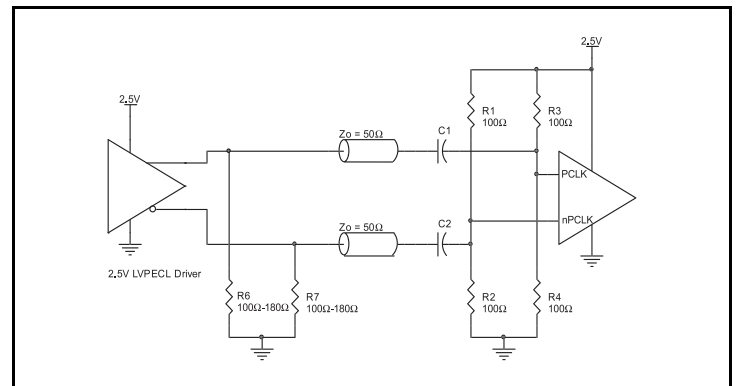 2.5V
2.5V
R1
100Ω
R3
100Ω
Zo = 50Ω
C1
PCLK
nPCLK
Zo = 50Ω
C2
2.5V LVPECL Driver
R6
100Ω-180Ω
R7
100Ω-180Ω
R2
100Ω
R4
100Ω